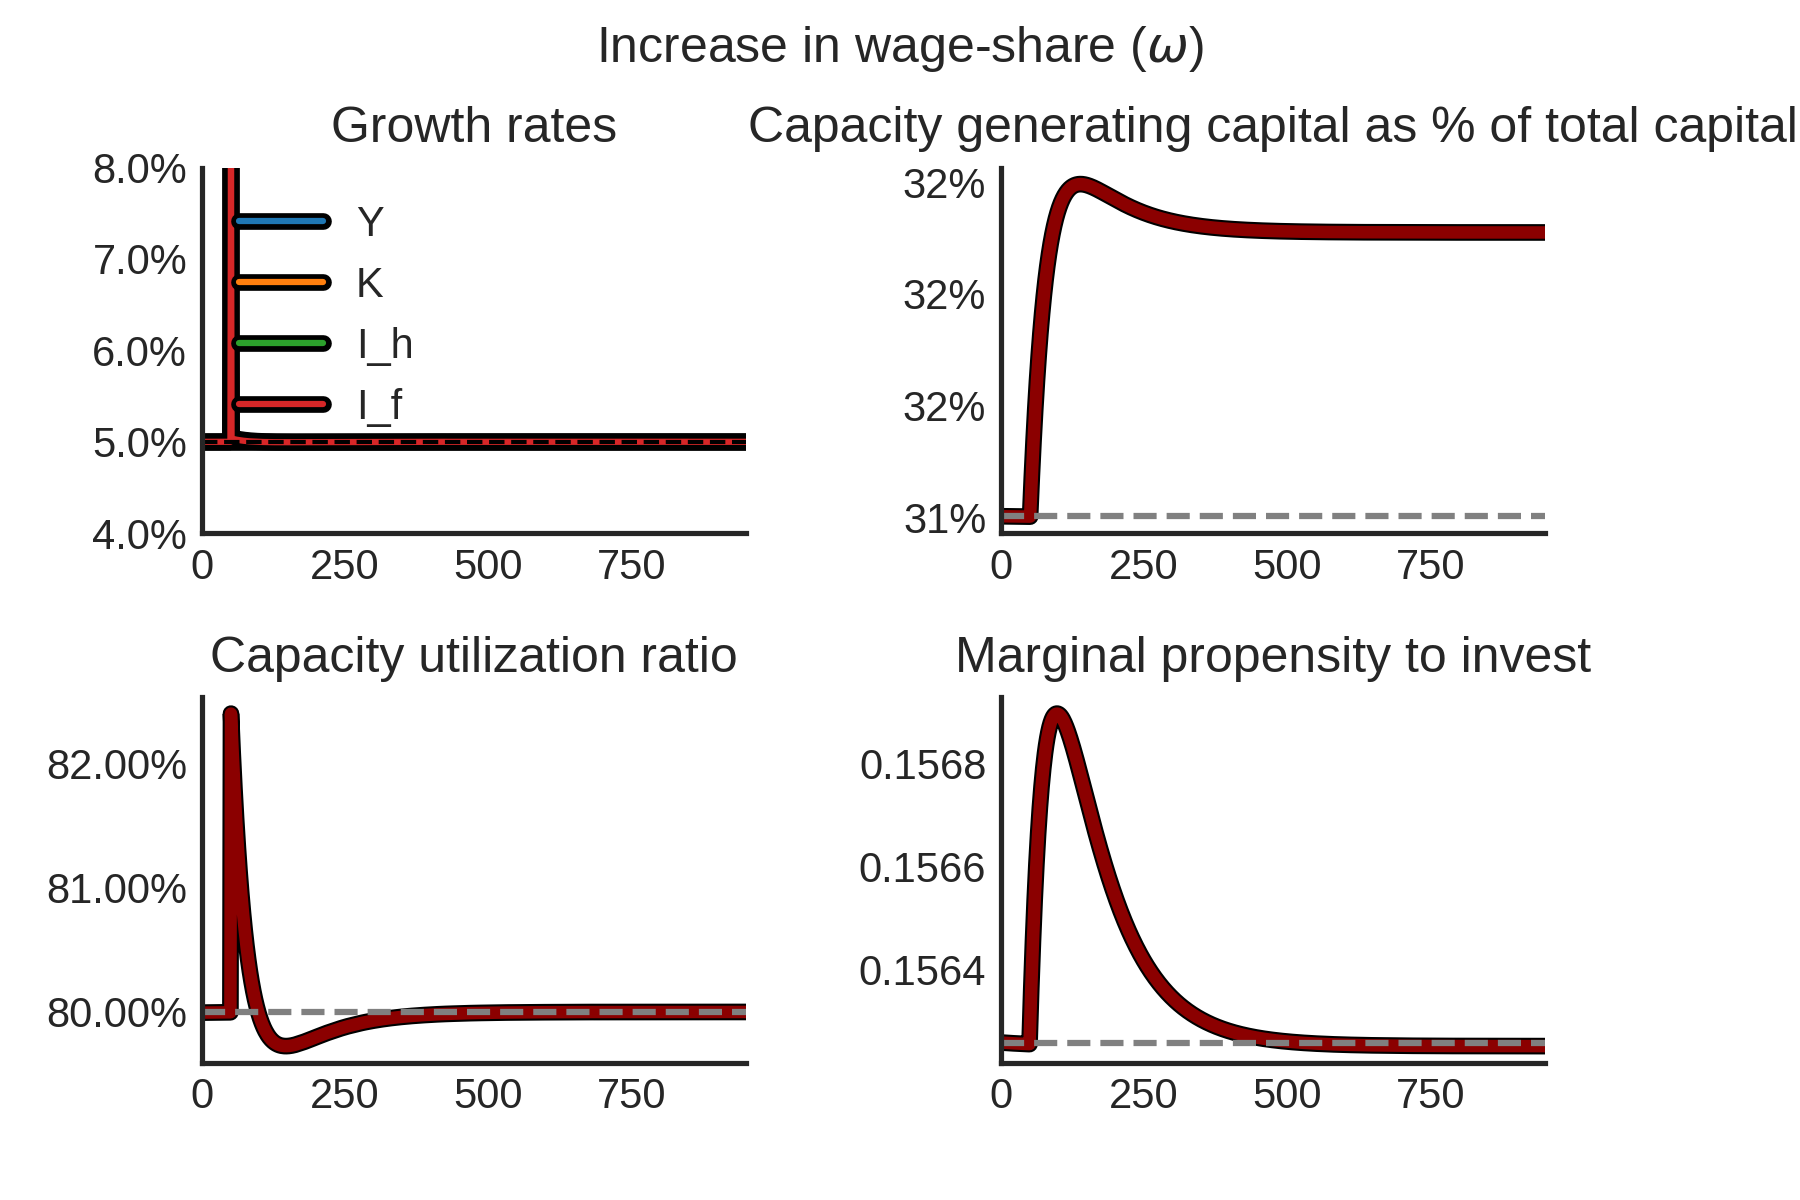 Increase in wage-share (ω)
Growth rates
8.0%
7.0%
6.0%
5.0%
4.0%
Y
K
I_h
I_f
0 250 500 750
Capacity generating capital as % of total capital
32%
32%
32%
31%
0 250 500 750
Capacity utilization ratio
82.00%
81.00%
80.00%
0 250 500 750
Marginal propensity to invest
0.1568
0.1566
0.1564
0 250 500 750